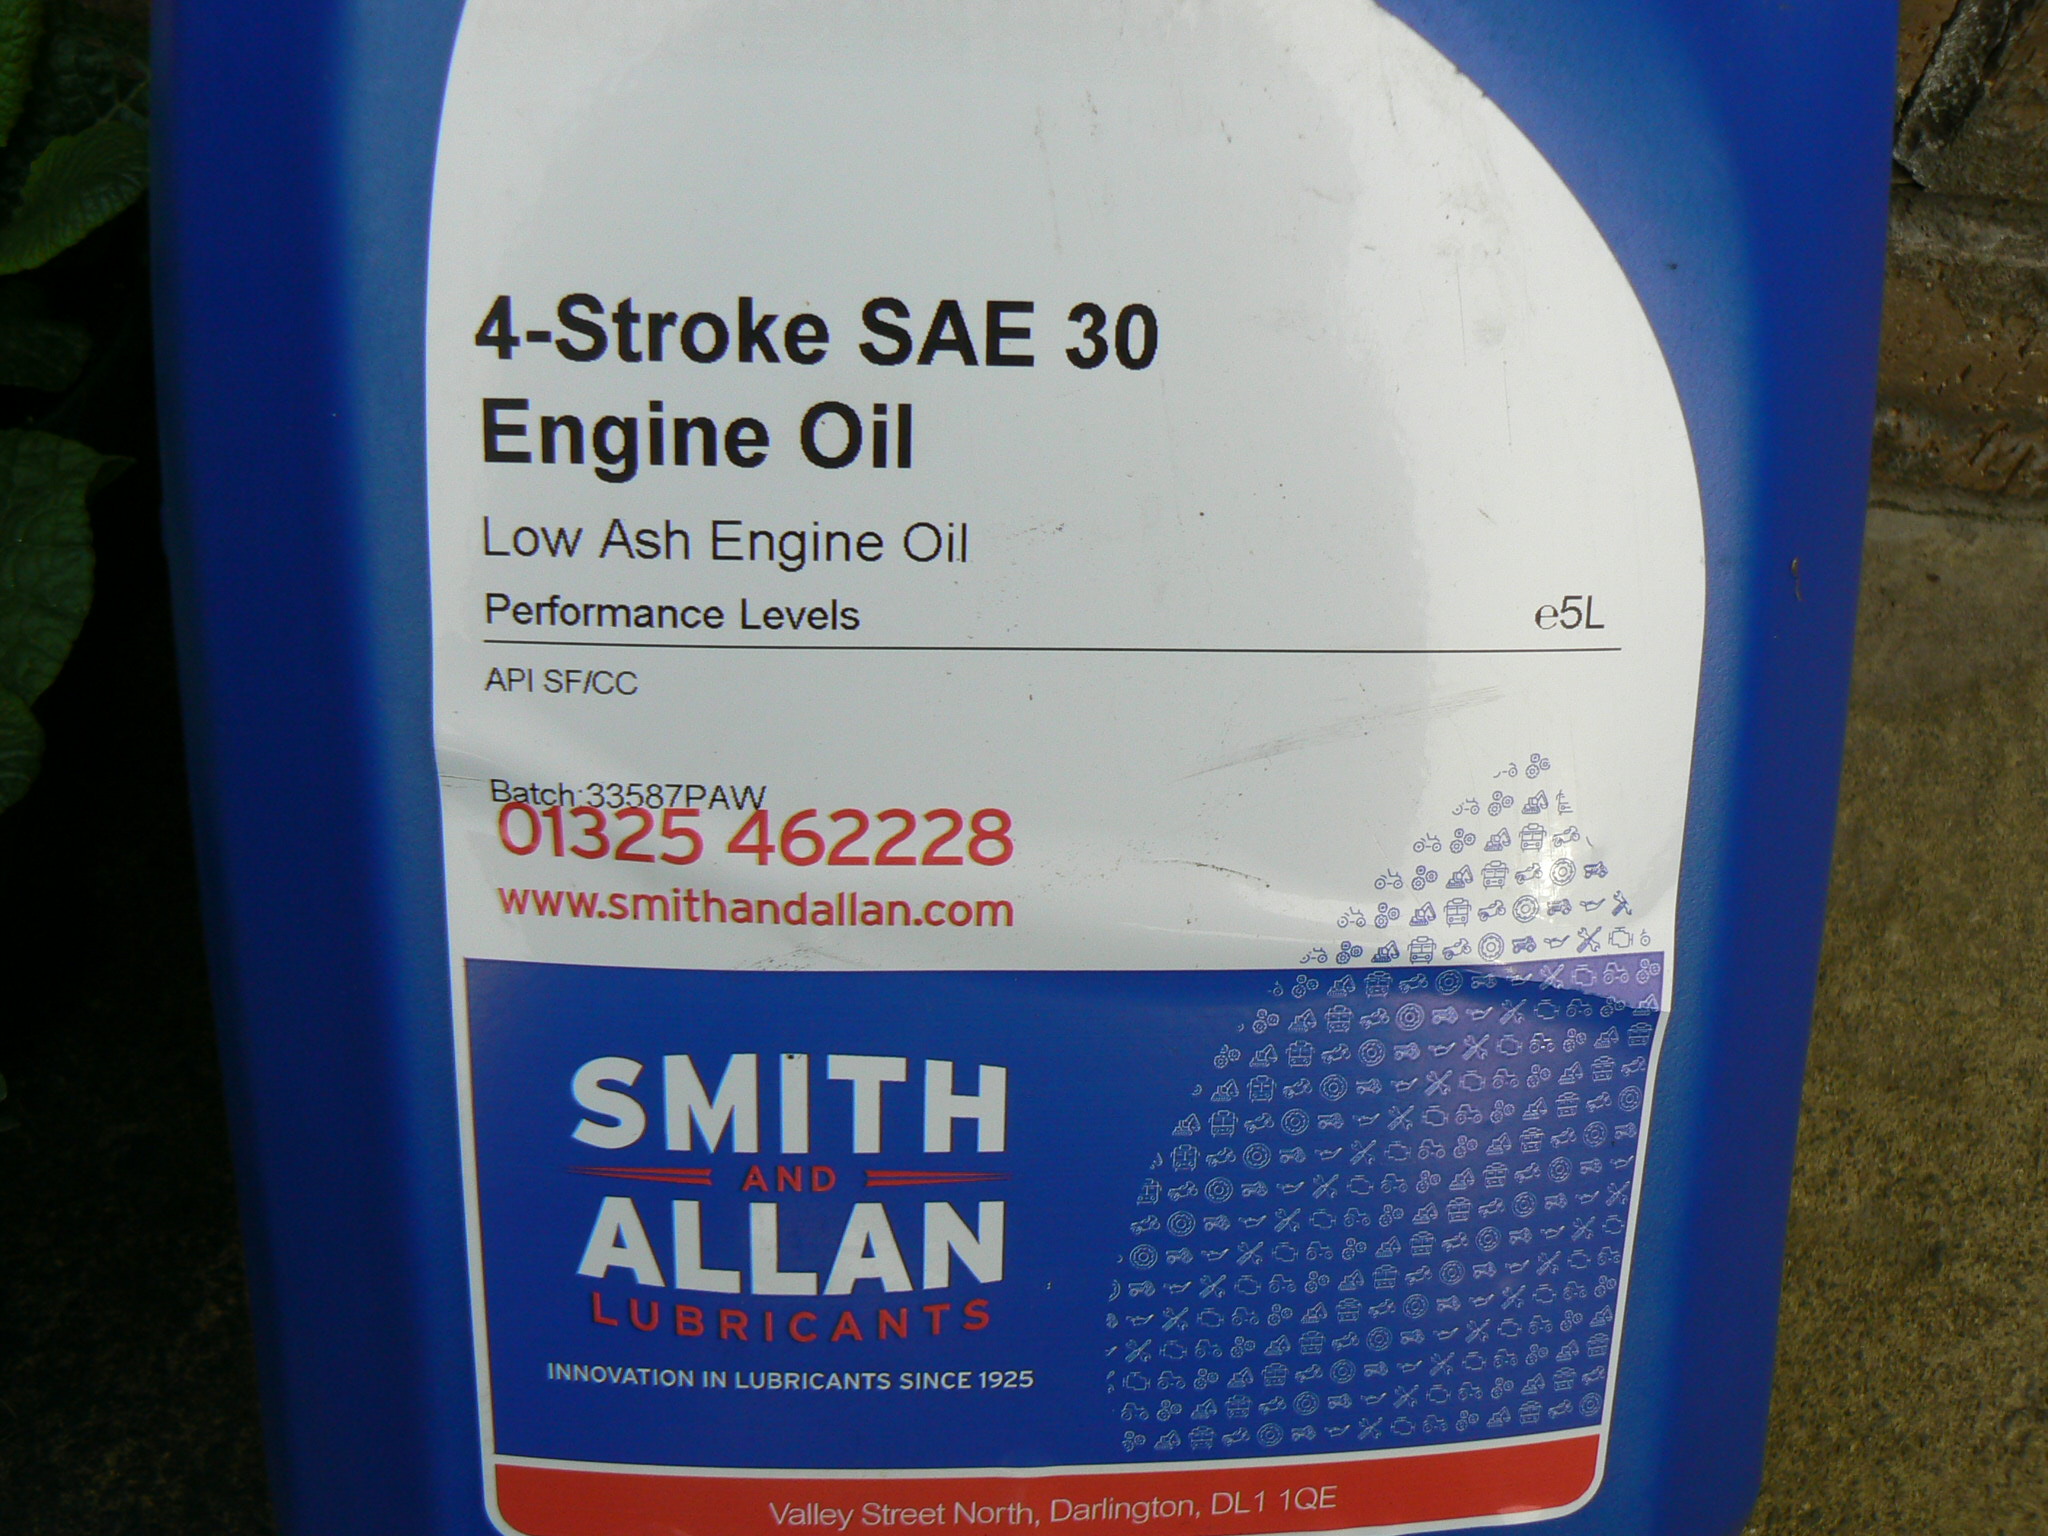 4-Stroke SAE 30
Engine Oil
Low Ash Engine Oil
Performance Levels
e5L
API SF/CC
Batch:33587PAW
01325 462228
www.smithandallan.com
SMITH
AND
ALLAN
LUBRICANTS
INNOVATION IN LUBRICANTS SINCE 1925
Valley Street North, Darlington, DL1 1QE